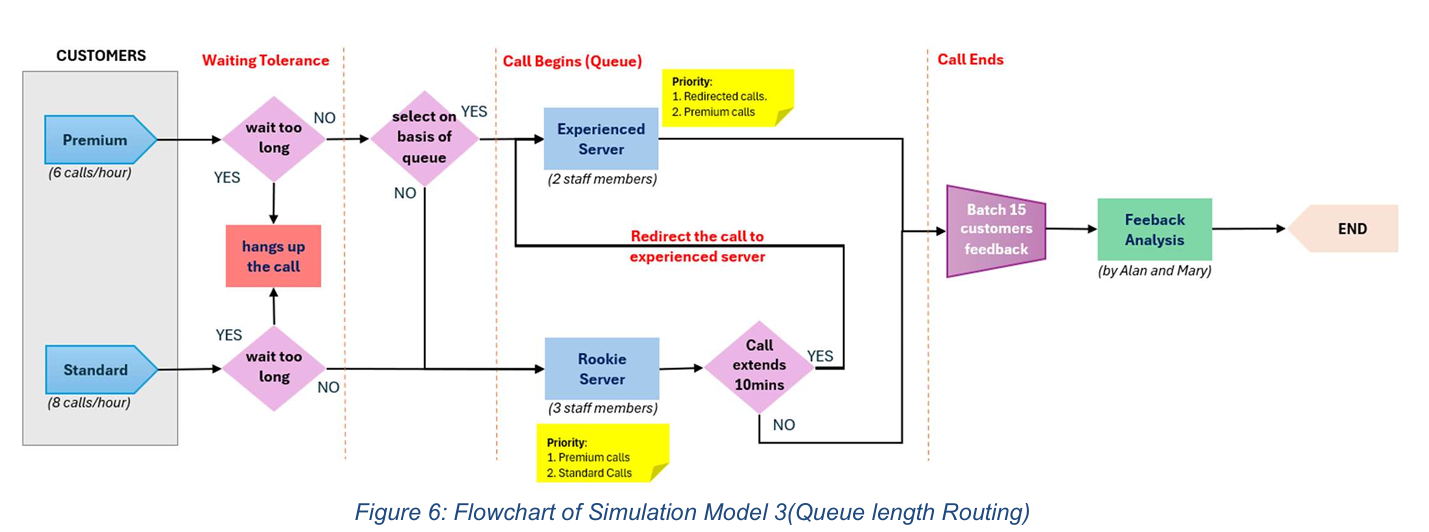 CUSTOMERS
Waiting Tolerance
Call Begins (Queue)
Call Ends
Priority:
1. Redirected calls.
2. Premium calls
Premium
(6 calls/hour)
wait too
long
NO
YES
select on
basis of
queue
YES
NO
Experienced
Server
(2 staff members)
hangs up
the call
Redirect the call to
experienced server
Batch 15
customers
feedback
Feeback
Analysis
(by Alan and Mary)
END
Standard
(8 calls/hour)
YES
wait too
long
NO
Rookie
Server
(3 staff members)
Call
extends
10mins
YES
NO
Priority:
1. Premium calls
2. Standard Calls
Figure 6: Flowchart of Simulation Model 3(Queue length Routing)